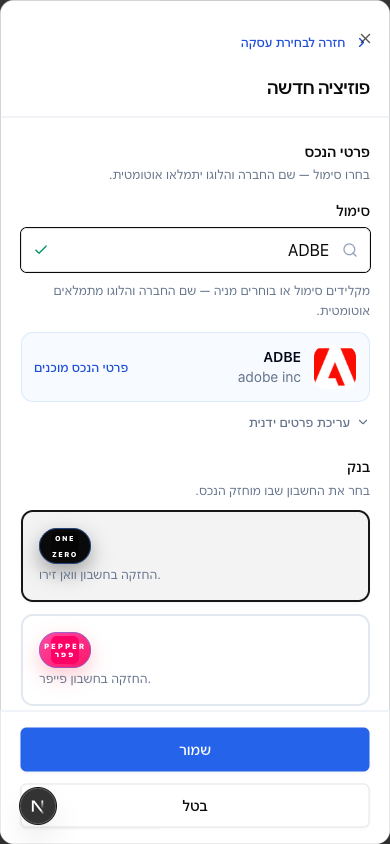 חזרה לבחירת עסקה
פוזיציה חדשה
פרטי הנכס
בחרו סימול — שם החברה והלוגו יתמלאו אוטומטית.
סימול
ADBE
מקלידים סימול או בוחרים מניה — שם החברה והלוגו מתמלאים
אוטומטית.
ADBE
adobe inc
פרטי הנכס מוכנים
עריכת פרטים ידנית
בנק
בחר את החשבון שבו מוחזק הנכס.
ONE
ZERO
החזקה בחשבון וואן זירו.
PEPPER
פפר
החזקה בחשבון פייפר.
שמור
בטל
N